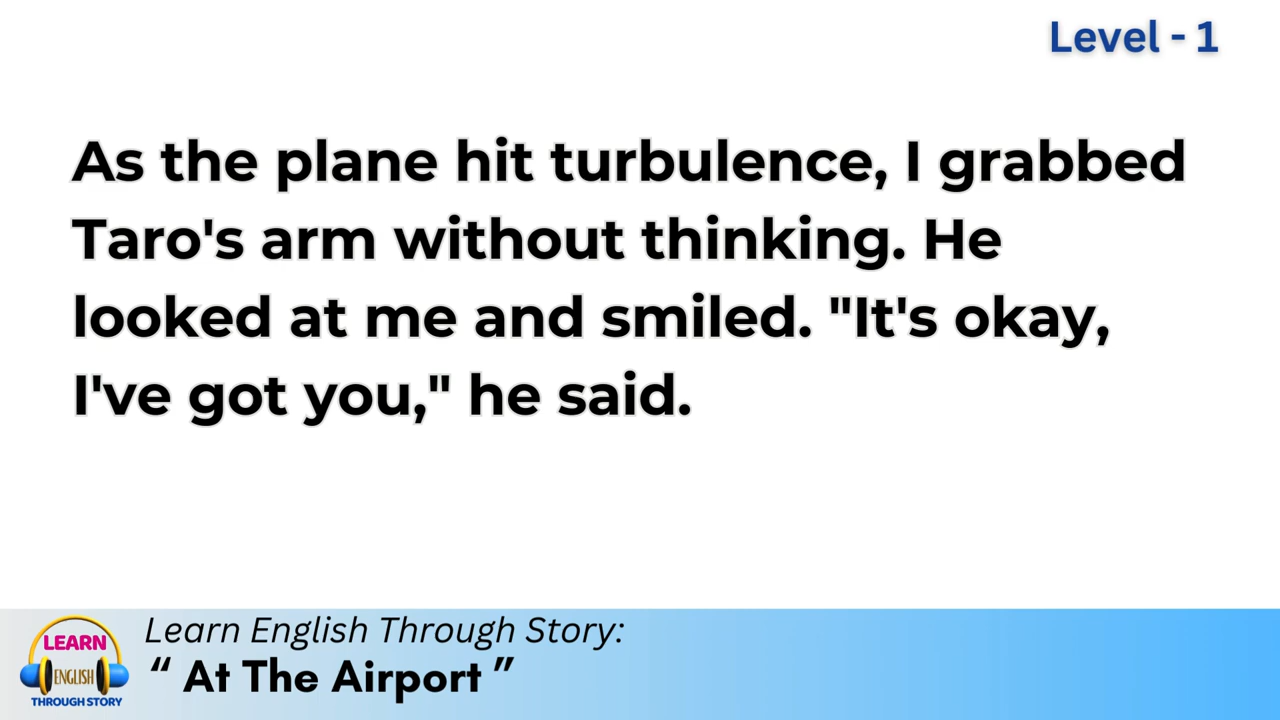 Level - 1
As the plane hit turbulence, I grabbed
Taro's arm without thinking. He
looked at me and smiled. "It's okay,
I've got you," he said.
Learn English Through Story:
“ At The Airport ”
LEARN
ENGLISH
THROUGH STORY